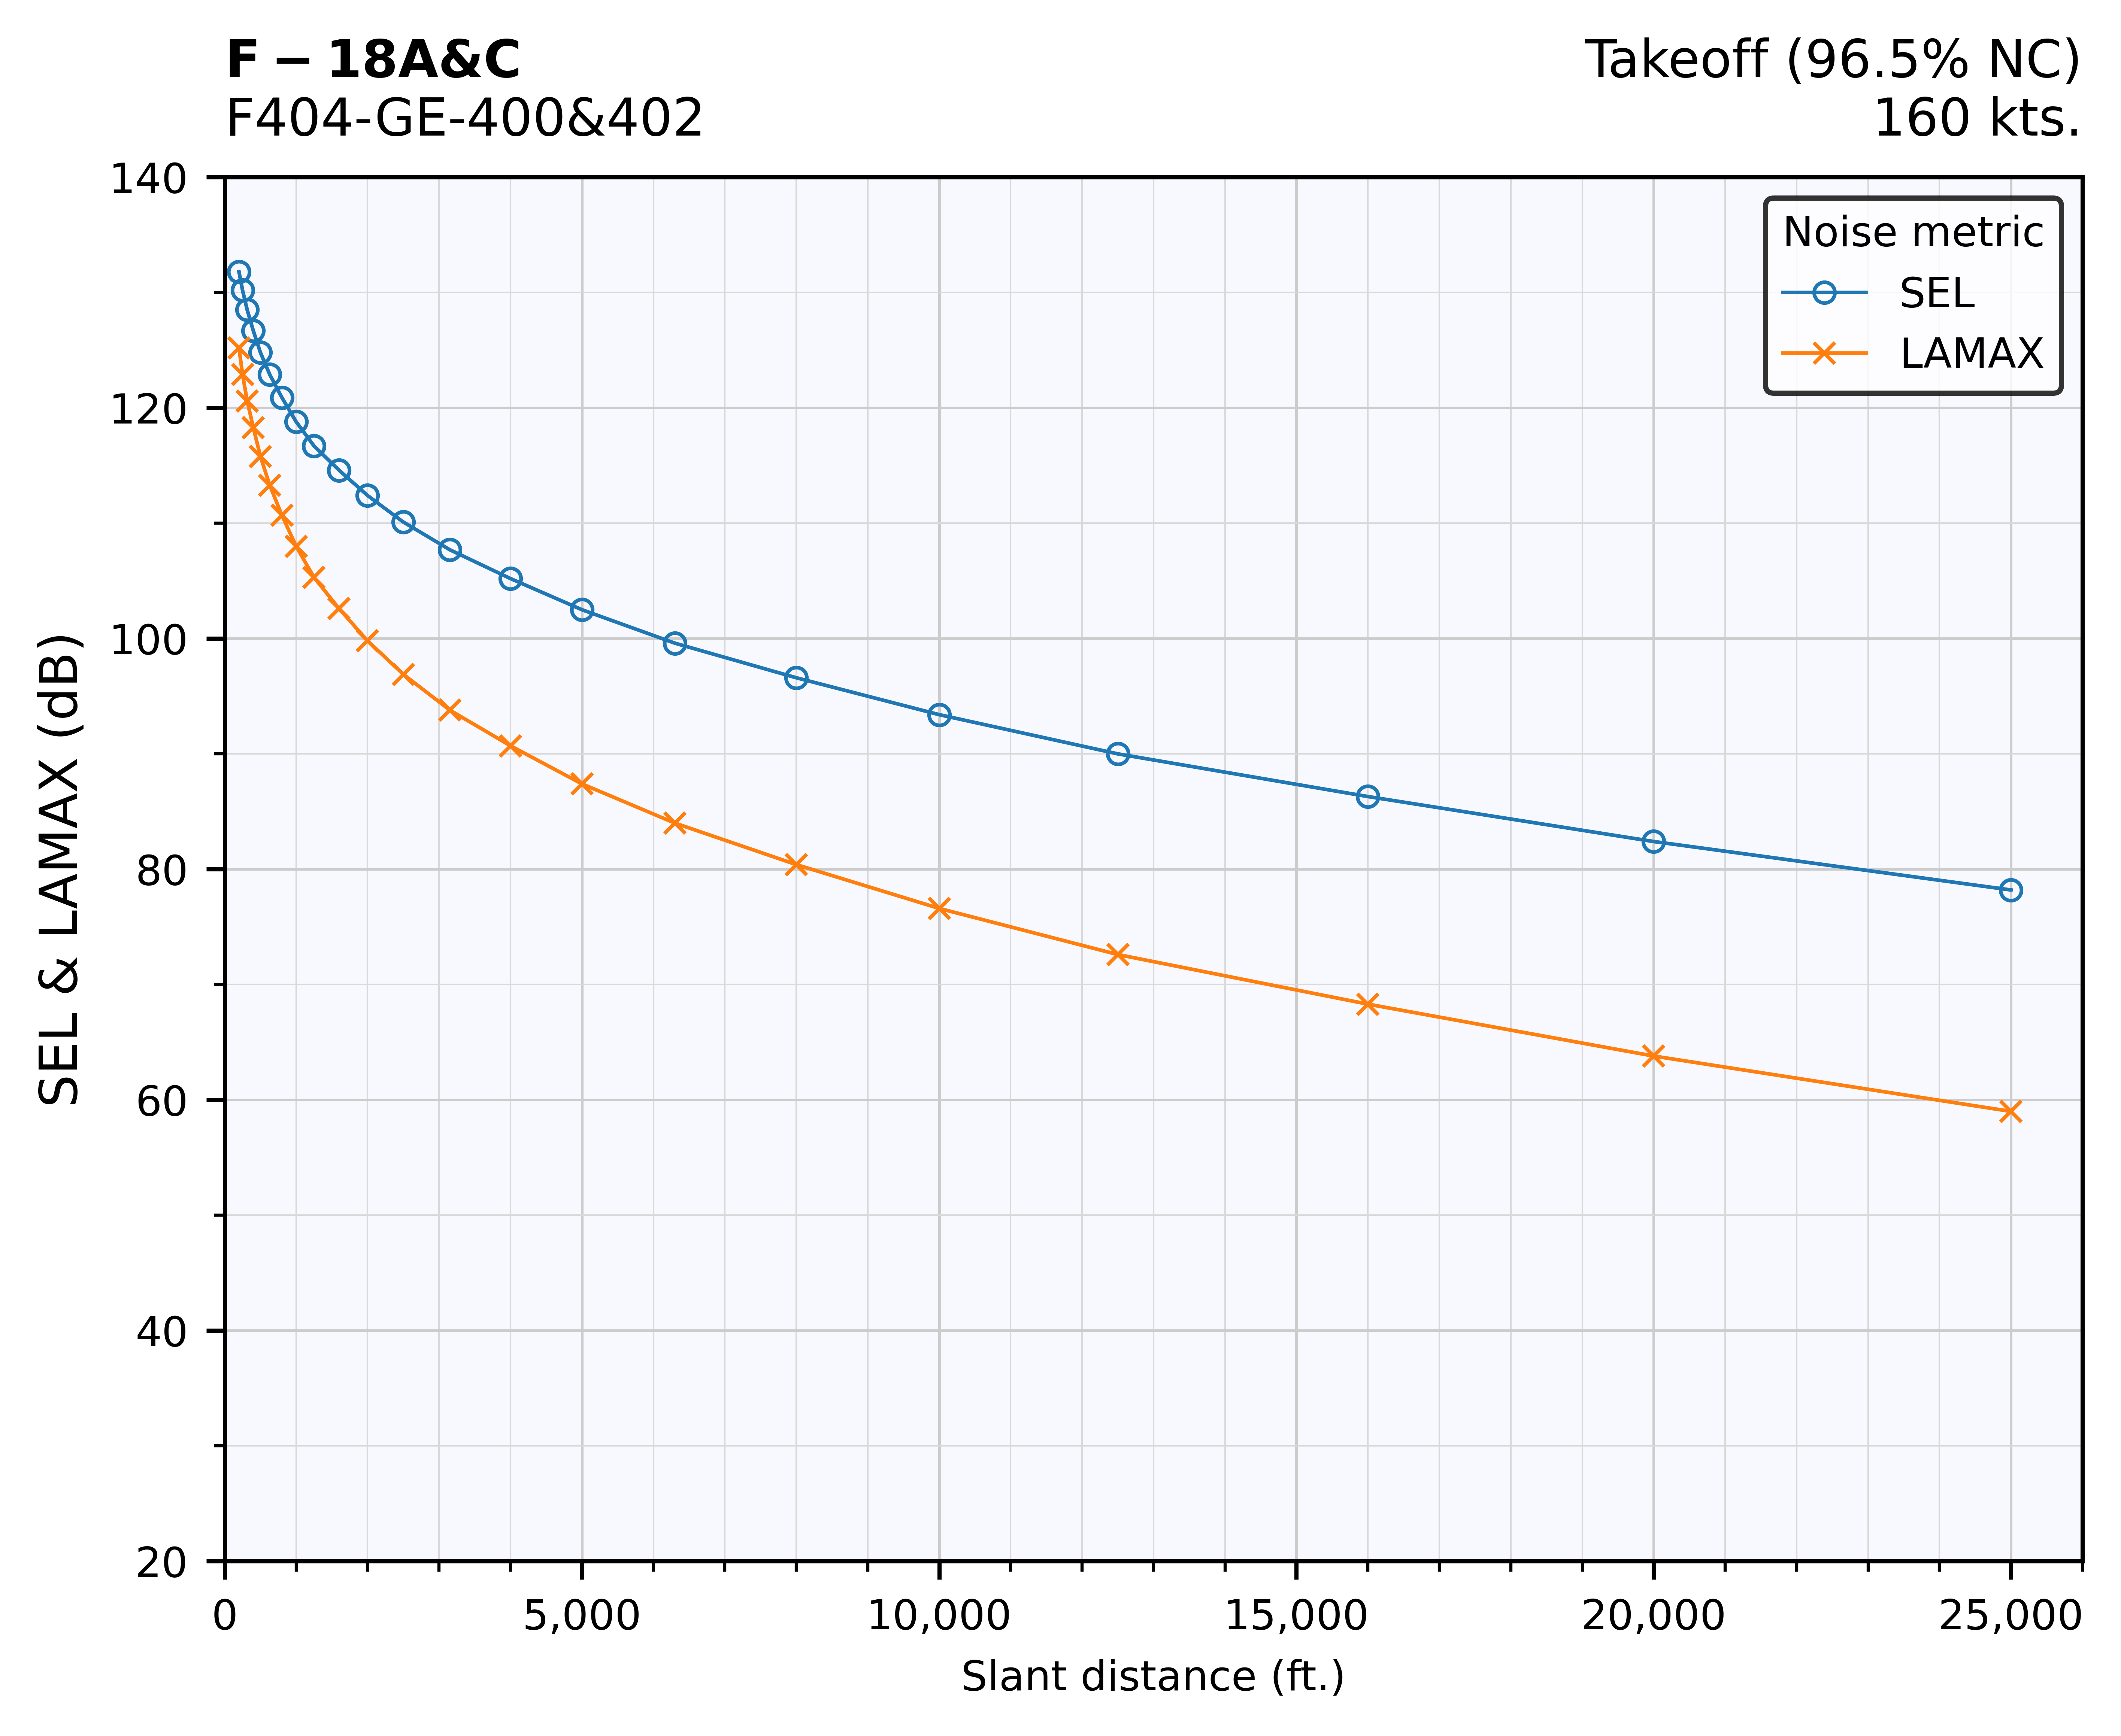 F − 18A&C
F404-GE-400&402
Takeoff (96.5% NC)
160 kts.
SEL & LAMAX (dB)
140
120
100
80
60
40
20
Noise metric
SEL
LAMAX
0 5,000 10,000 15,000 20,000 25,000
Slant distance (ft.)